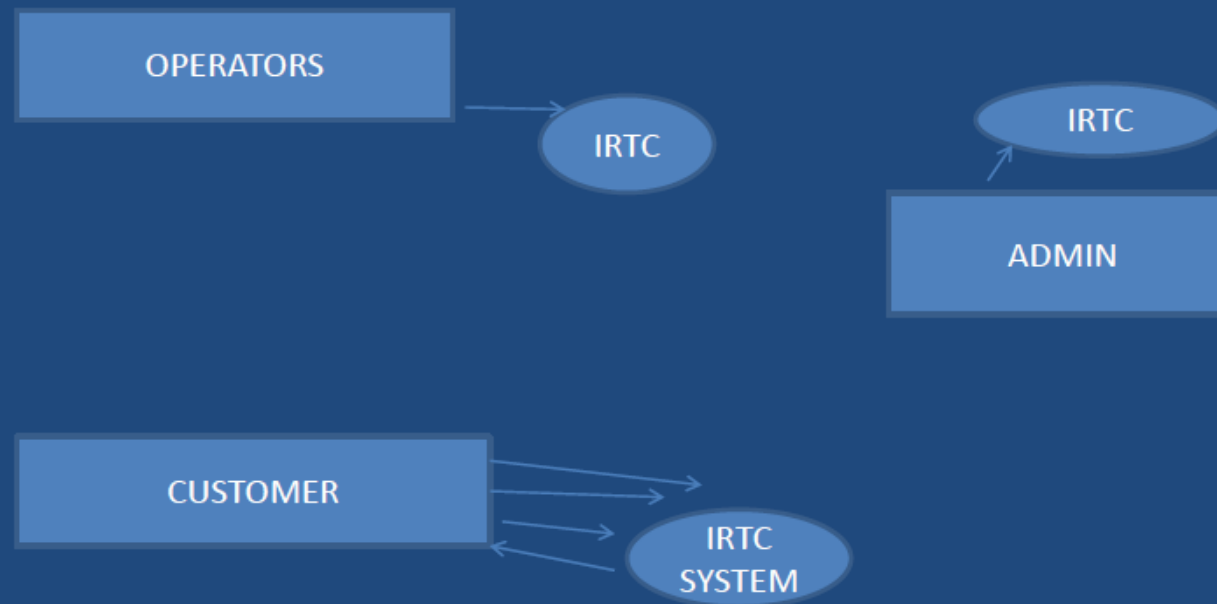 OPERATORS
IRTC
IRTC
ADMIN
CUSTOMER
IRTC
SYSTEM